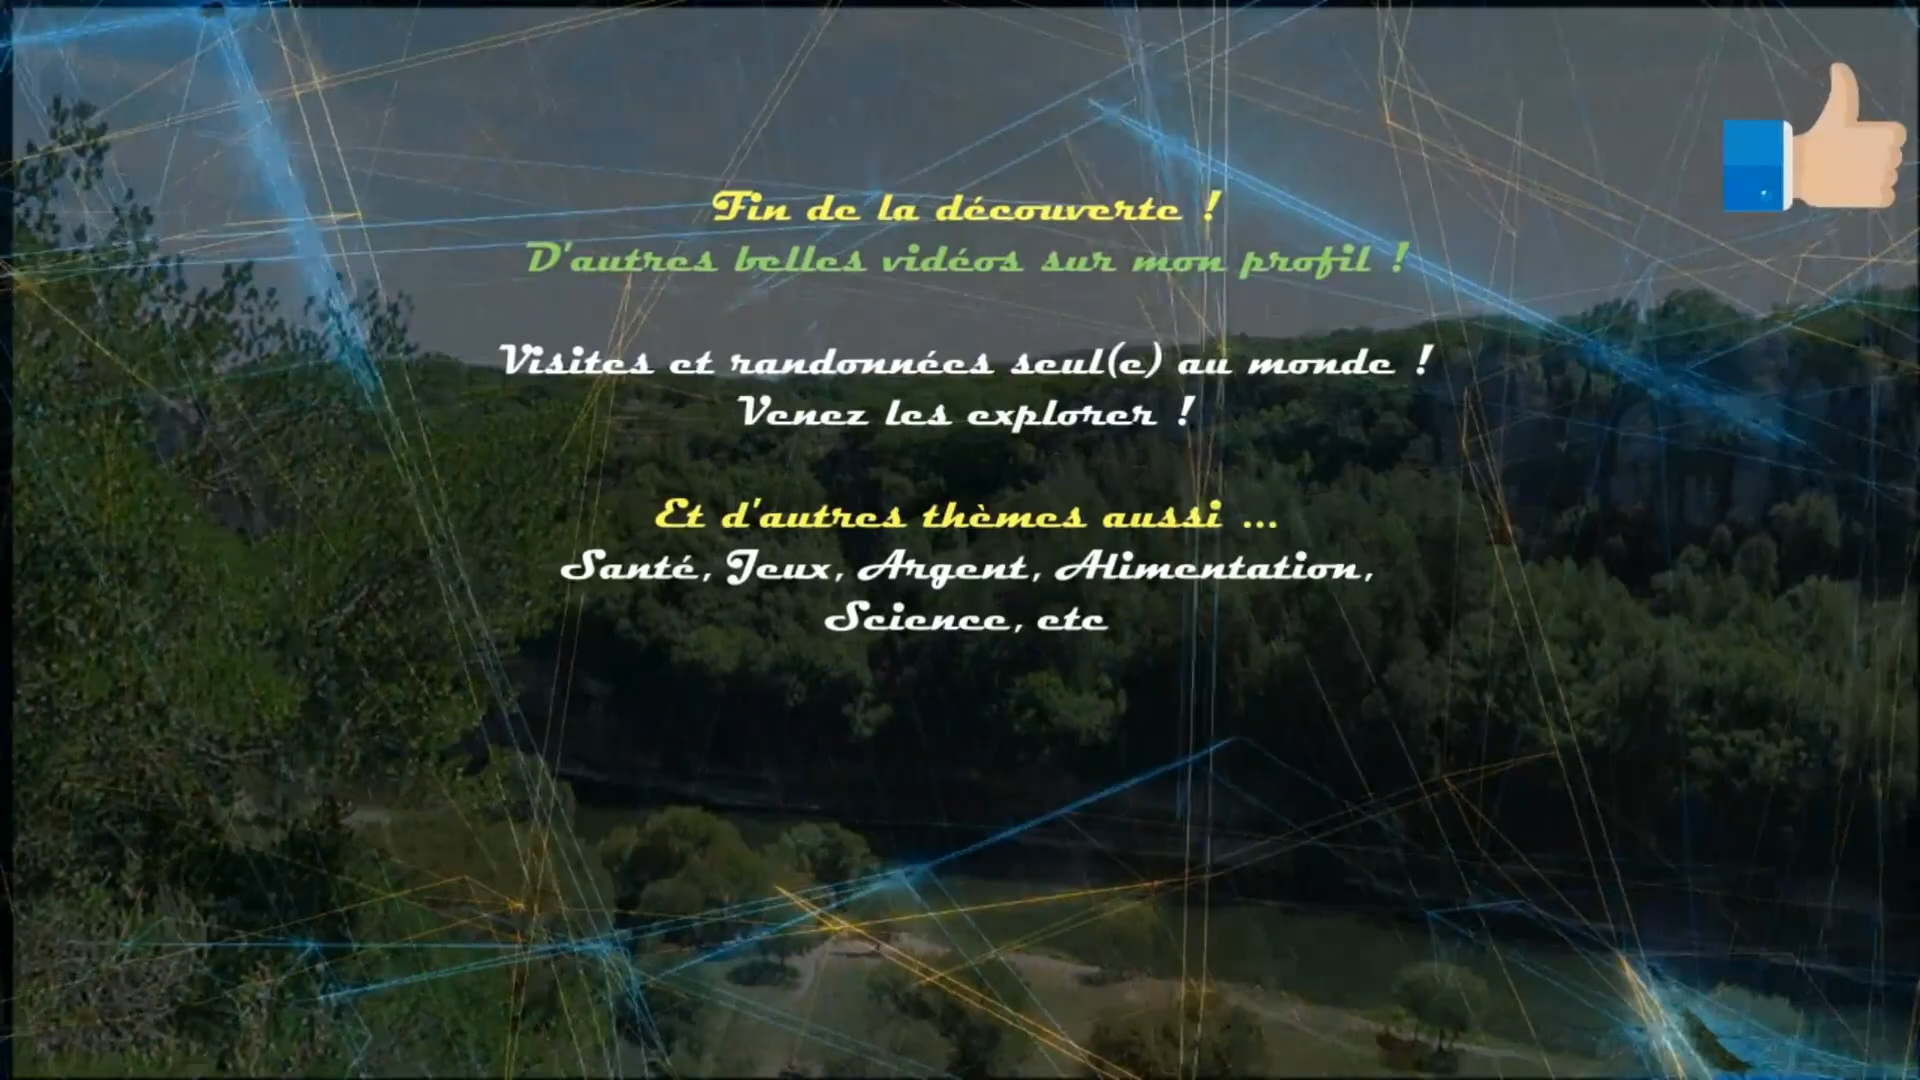 Fin de la découverte !
D'autres belles vidéos sur mon profil !
Visites et randonnées seul(e) au monde !
Venez les explorer !
Et d'autres thèmes aussi ...
Santé, Jeux, Argent, Alimentation,
Science, etc